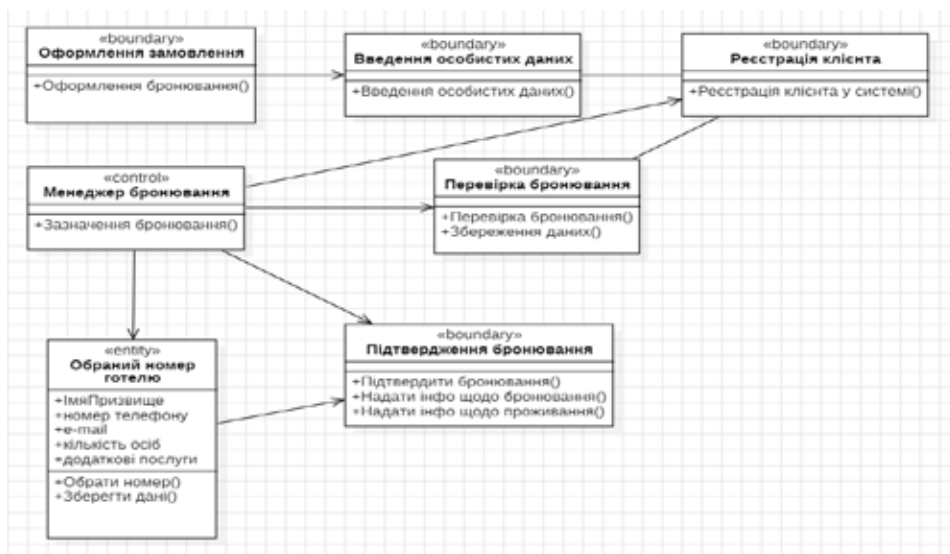 «boundary»
Оформлення замовлення
+Оформлення бронювання()
«boundary»
Введення особистих даних
+Введення особистих даних()
«boundary»
Реєстрація клієнта
+Реєстрація клієнта у системі()
«control»
Менеджер бронювання
+Зазначення бронювання()
«boundary»
Перевірка бронювання
+Перевірка бронювання()
+Збереження даних()
«entity»
Обраний номер
готелю
+ІмяПризвище
+номер телефону
+e-mail
+кількість осіб
+додаткові послуги
+Обрати номер()
+Зберегти дані()
«boundary»
Підтвердження бронювання
+Підтвердити бронювання()
+Надати інфо щодо бронювання()
+Надати інфо щодо проживання()